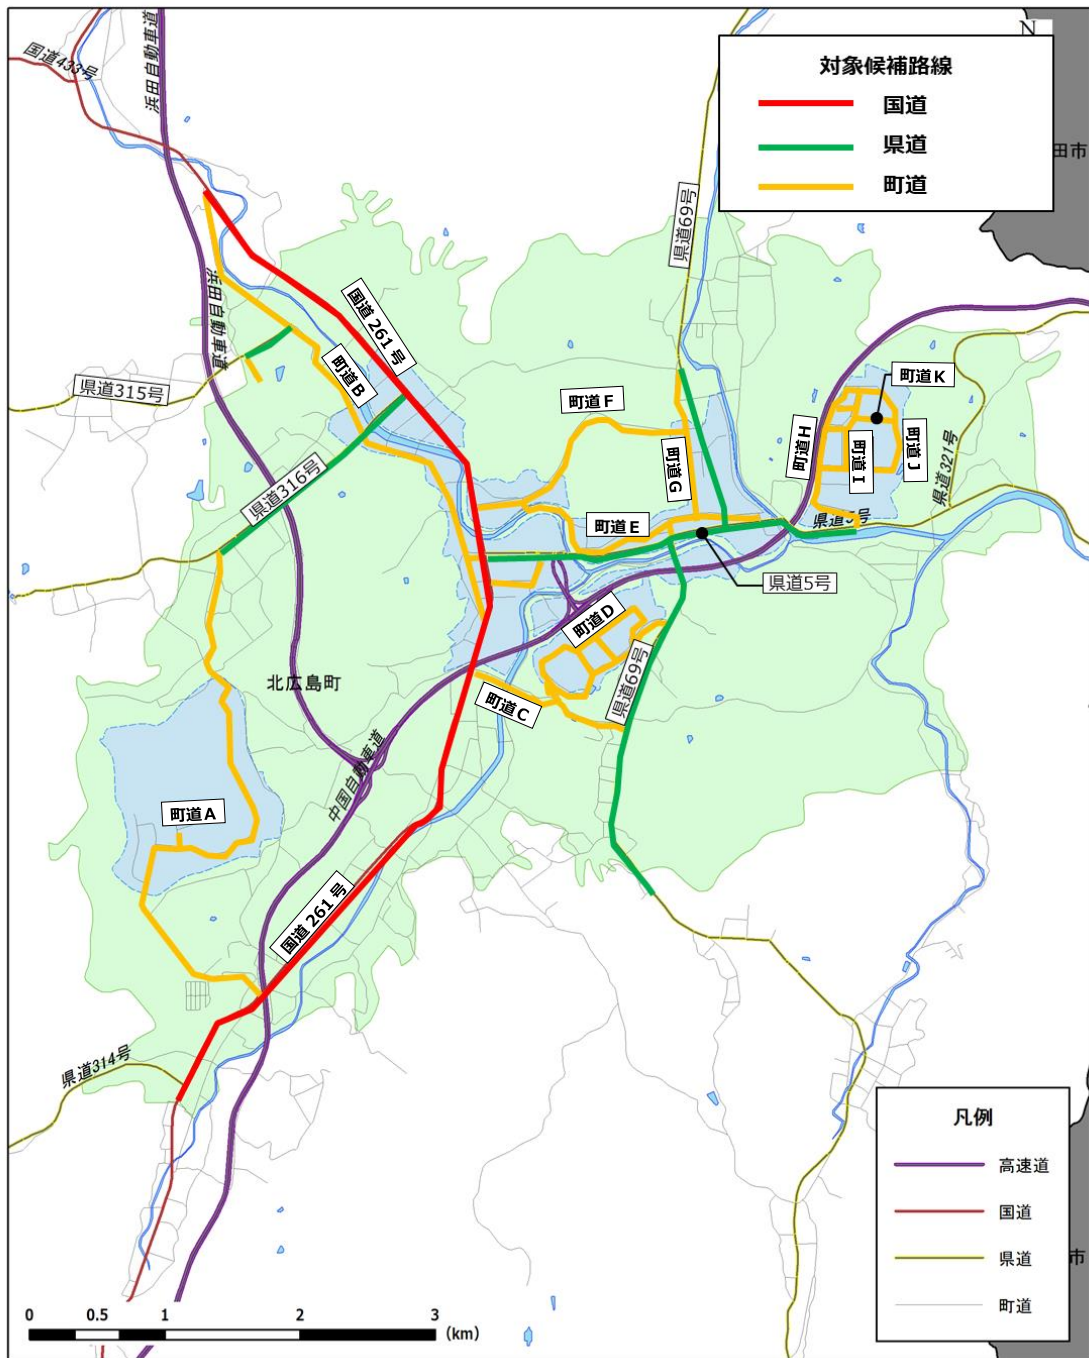 N
対象候補路線
国道
県道
町道
国道433号
浜田自動車道
田市
県道69号
浜田自動車道
国道 261 号
町道B
県道315号
町道F
町道K
町道H
町道I
町道J
県道321号
町道G
県道316号
町道E
県道5号
県道5号
町道D
県道69号
北広島町
町道C
中国自動車道
町道A
国道 261 号
県道314号
凡例
高速道
国道
県道
町道
市
0 0.5 1 2 3
(km)